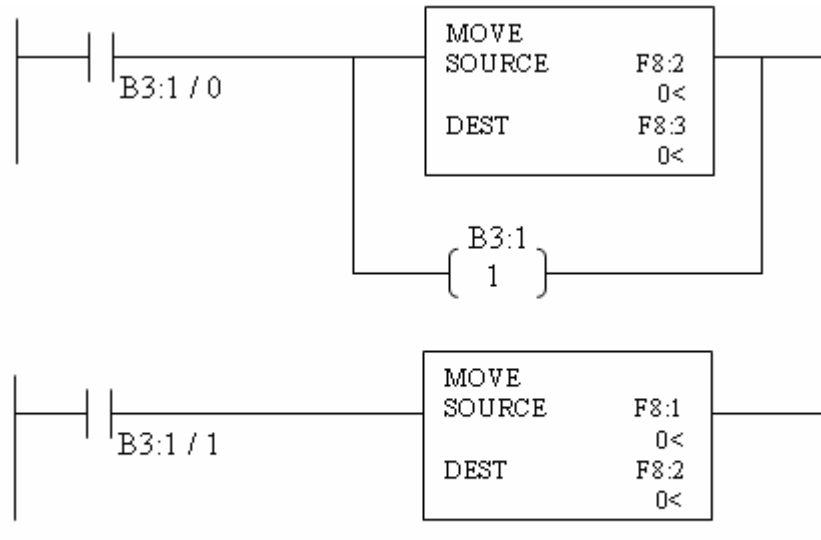 MOVE
SOURCE F8:2
0<
DEST F8:3
0<
B3:1 / 0
B3:1
1
MOVE
SOURCE F8:1
0<
DEST F8:2
0<
B3:1 / 1